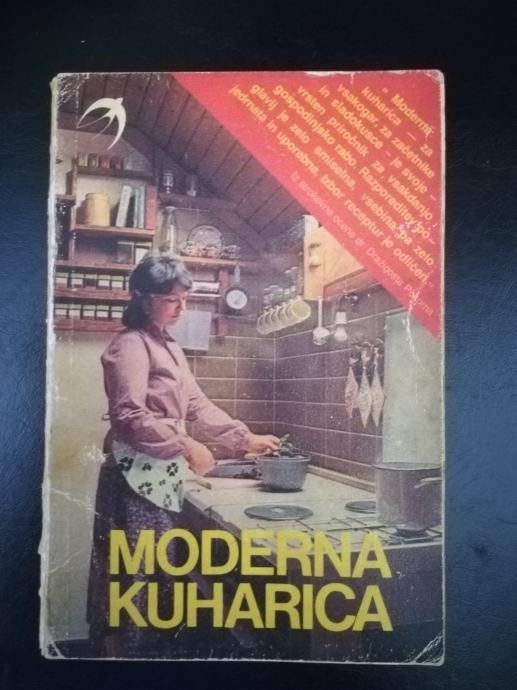 „Moderna
kuharica — za
vsakogar za začetnike
in sladokusce — je svoje
vrsten priročnik za vsakdanjo
gospodinjsko rabo. Razporeditev po-
glavij je zelo smiselna, vsebina pa zelo
jedrnata in uporabna. Izbor receptur je odličen.“
Iz strokovne ocene dr. Dražigosta Pokorna
MODERNA
KUHARICA